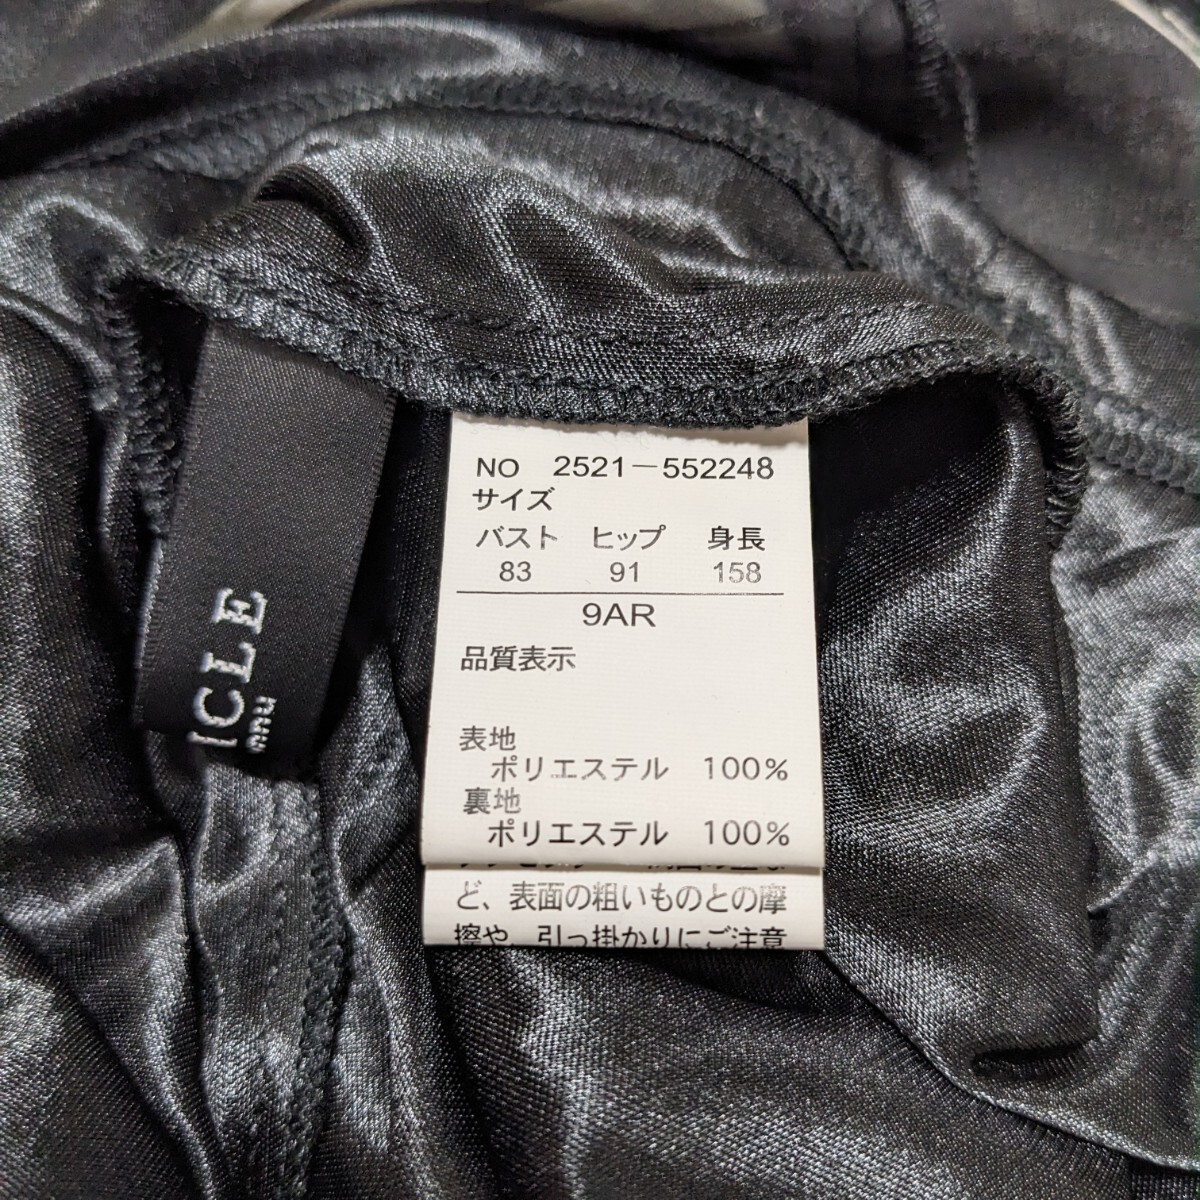 NO 2521-552248
サイズ
バスト ヒップ 身長
83 91 158
9AR
品質表示
表地
ポリエステル 100%
裏地
ポリエステル 100%
ど、表面の粗いものとの摩
擦や、引っ掛かりにご注意
ICLE